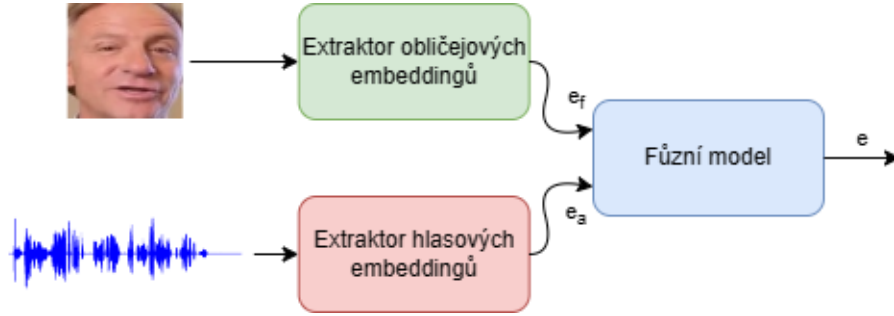 Extraktor obličejových
embeddingů
e_f
Fůzní model
e
e_a
Extraktor hlasových
embeddingů